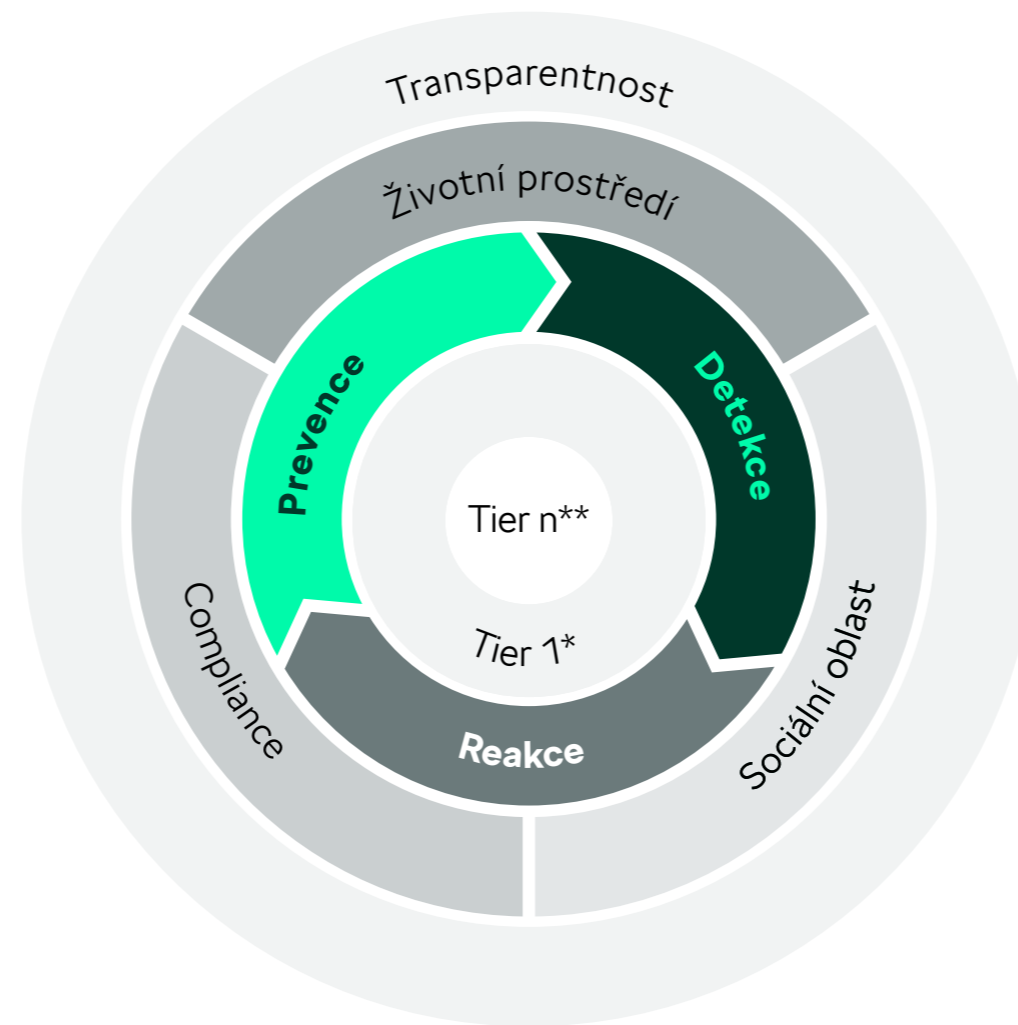 Transparentnost
Životní prostředí
Prevence
Detekce
Tier n**
Tier 1*
Compliance
Sociální oblast
Reakce